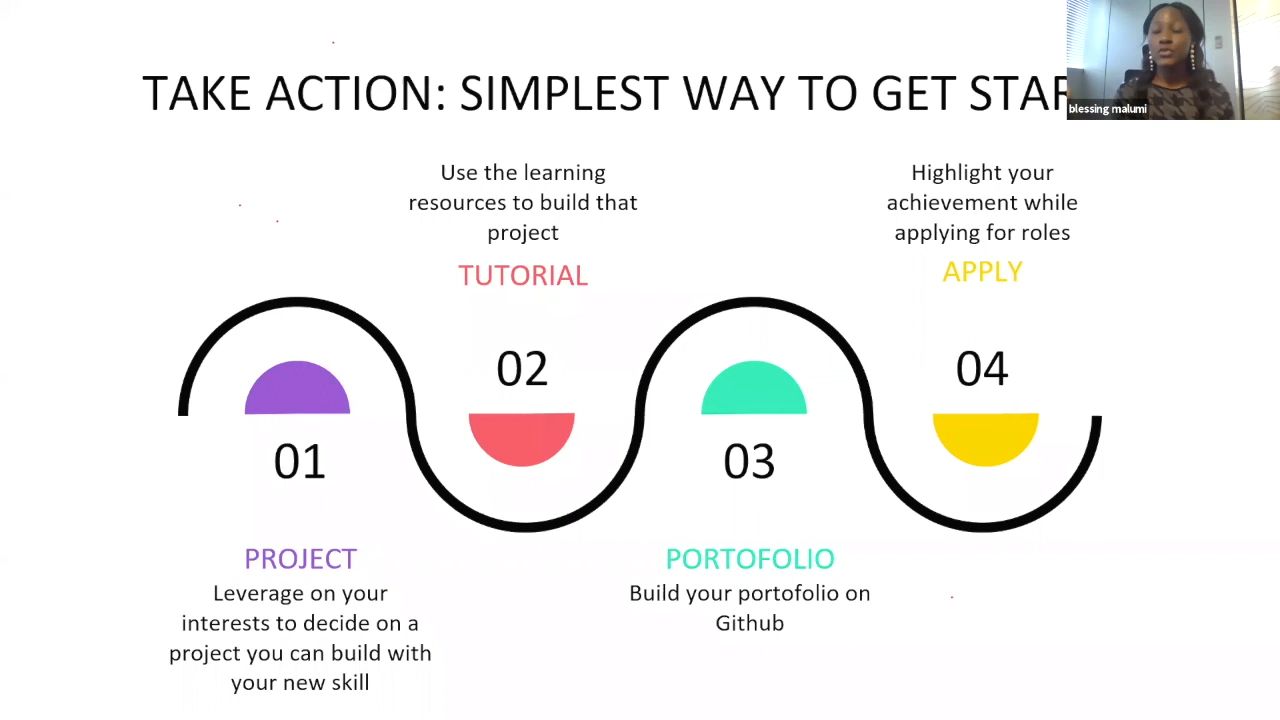 TAKE ACTION: SIMPLEST WAY TO GET STAR
blessing malumi
Use the learning
resources to build that
project
TUTORIAL
Highlight your
achievement while
applying for roles
APPLY
02
04
01
03
PROJECT
Leverage on your
interests to decide on a
project you can build with
your new skill
PORTOFOLIO
Build your portofolio on
Github